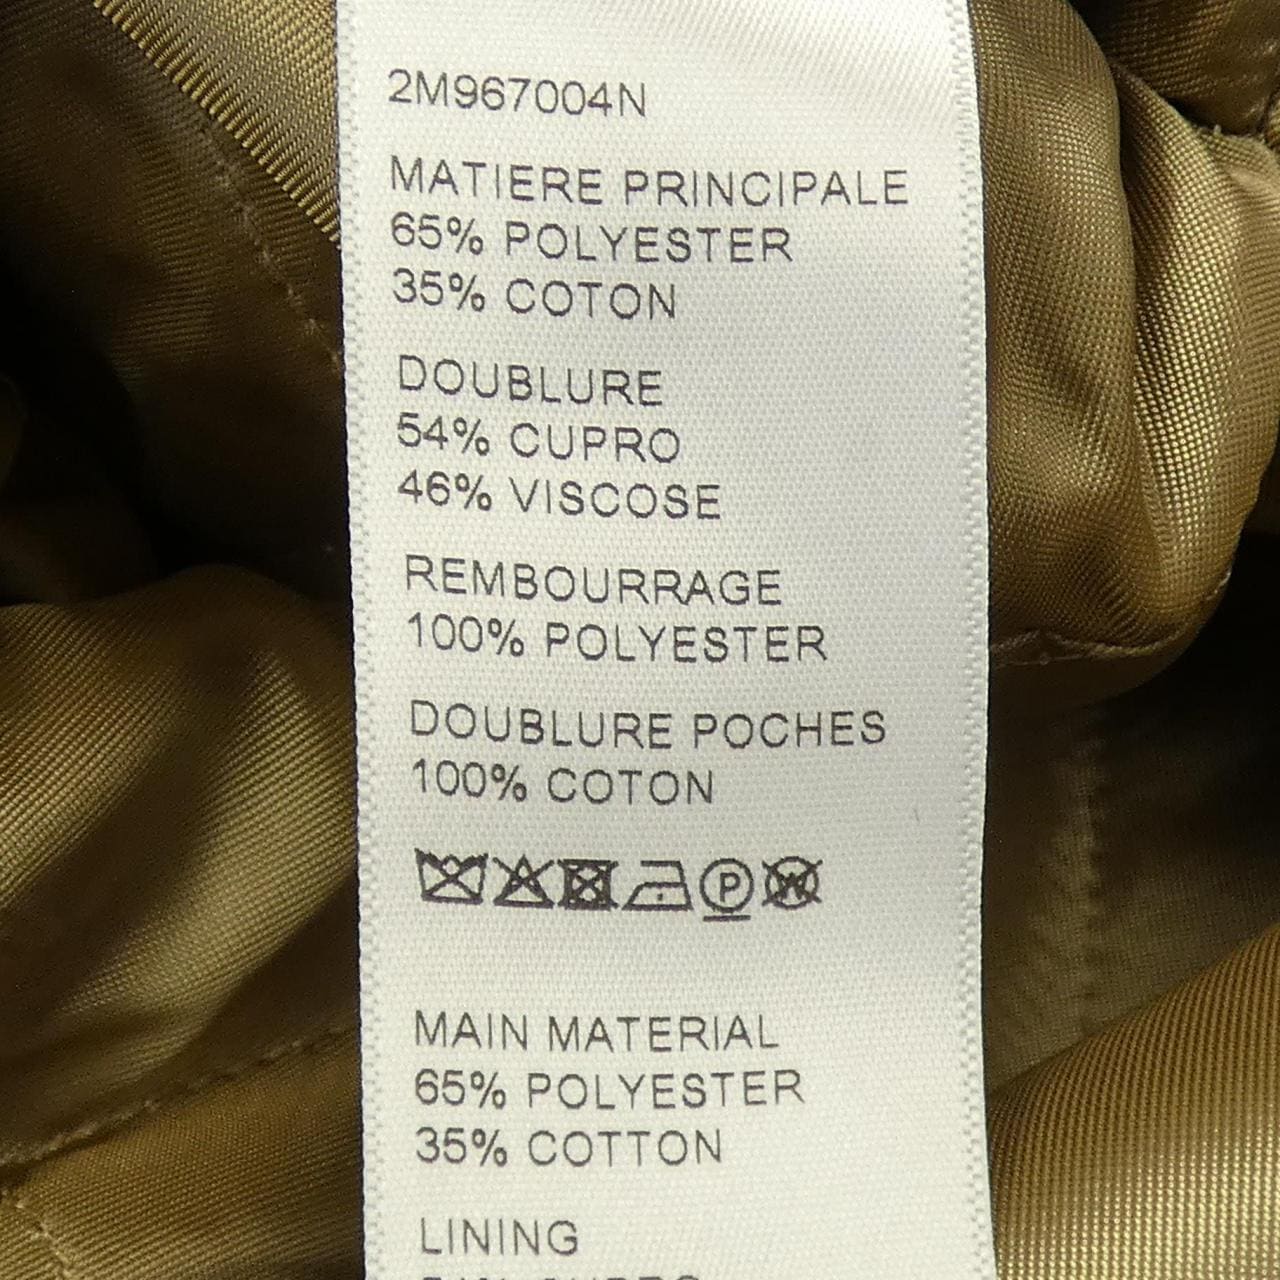 2M967004N
MATIERE PRINCIPALE
65% POLYESTER
35% COTON
DOUBLURE
54% CUPRO
46% VISCOSE
REMBOURRAGE
100% POLYESTER
DOUBLURE POCHES
100% COTON
P W
MAIN MATERIAL
65% POLYESTER
35% COTTON
LINING